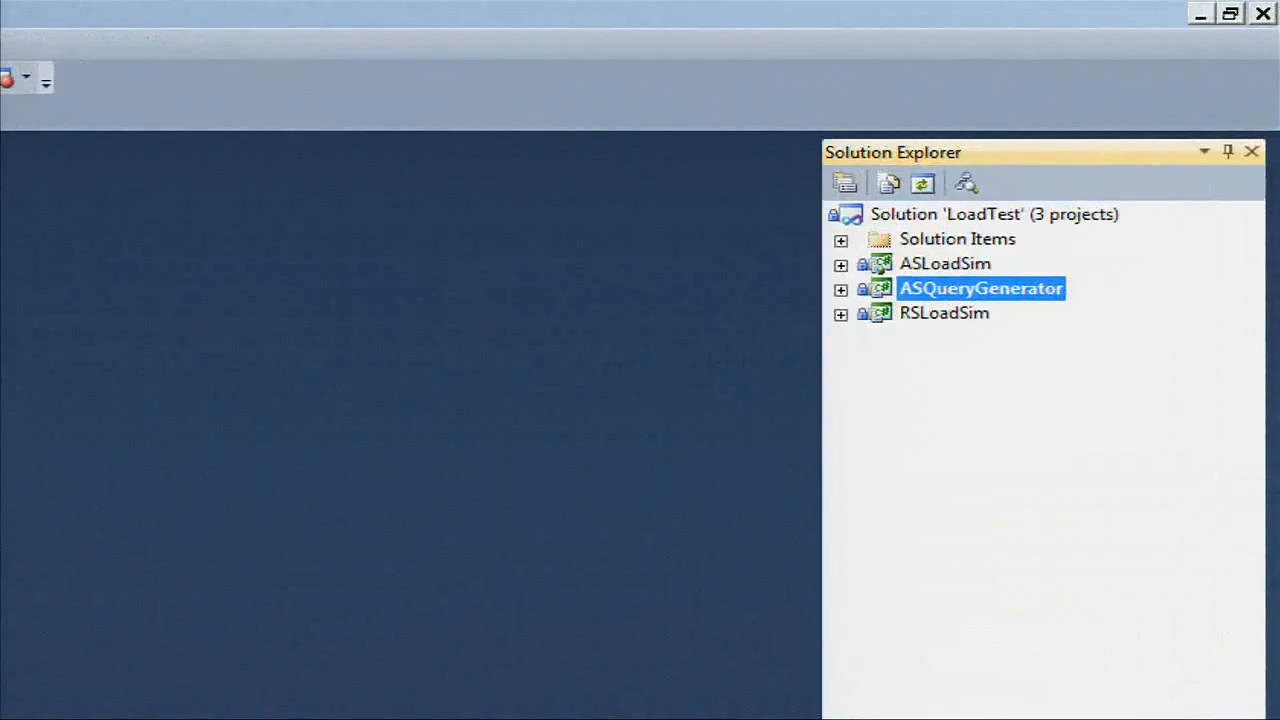 Solution Explorer
Solution 'LoadTest' (3 projects)
Solution Items
ASLoadSim
ASQueryGenerator
RSLoadSim